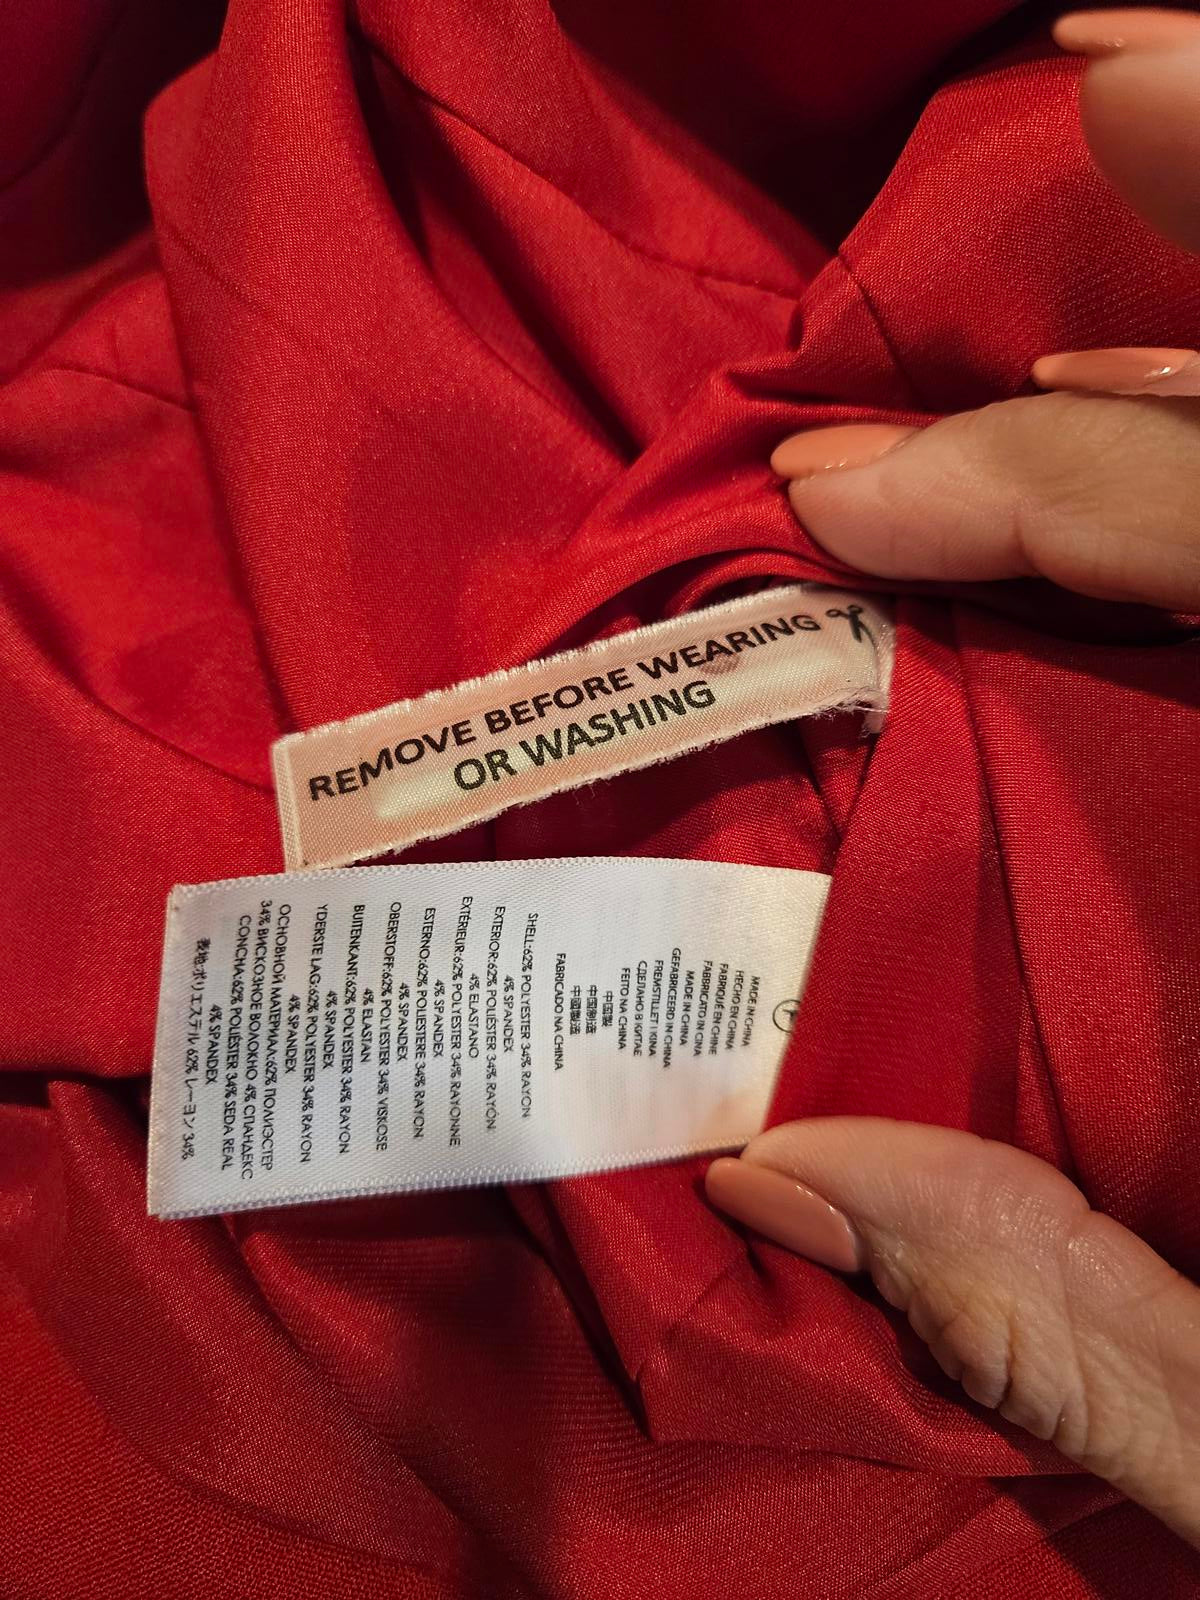 REMOVE BEFORE WEARING
OR WASHING
MADE IN CHINA
HECHO EN CHINA
FABRIQUÉ EN CHINE
FABBRICATO IN CINA
MADE IN CHINA
GEFABRICEERD IN CHINA
FREMSTILLET I KINA
СДЕЛАНО В КИТАЕ
FEITO NA CHINA
中国製
中国制造
中國製造
FABRICADO NA CHINA
SHELL:62% POLYESTER 34% RAYON
4% SPANDEX
EXTERIOR:62% POLIÉSTER 34% RAYÓN
4% ELASTANO
EXTÉRIEUR:62% POLYESTER 34% RAYONNE
4% SPANDEX
ESTERNO:62% POLIESTERE 34% RAYON
4% SPANDEX
OBERSTOFF:62% POLYESTER 34% VISKOSE
4% ELASTAN
BUITENKANT:62% POLYESTER 34% RAYON
4% SPANDEX
YDERSTE LAG:62% POLYESTER 34% RAYON
4% SPANDEX
ОСНОВНОЙ МАТЕРИАЛ:62% ПОЛИЭСТЕР
34% ВИСКОЗНОЕ ВОЛОКНО 4% СПАНДЕКС
CONCHA:62% POLIÉSTER 34% SEDA REAL
4% SPANDEX
表地:ポリエステル 62% レーヨン 34%